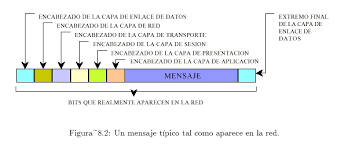 ENCABEZADO DE LA CAPA DE ENLACE DE DATOS
ENCABEZADO DE LA CAPA DE RED
ENCABEZADO DE LA CAPA DE TRANSPORTE
ENCABEZADO DE LA CAPA DE SESION
ENCABEZADO DE LA CAPA DE PRESENTACION
ENCABEZADO DE LA CAPA DE APLICACION
EXTREMO FINAL
DE LA CAPA DE
ENLACE DE
DATOS
MENSAJE
BITS QUE REALMENTE APARECEN EN LA RED
Figura~8.2: Un mensaje típico tal como aparece en la red.